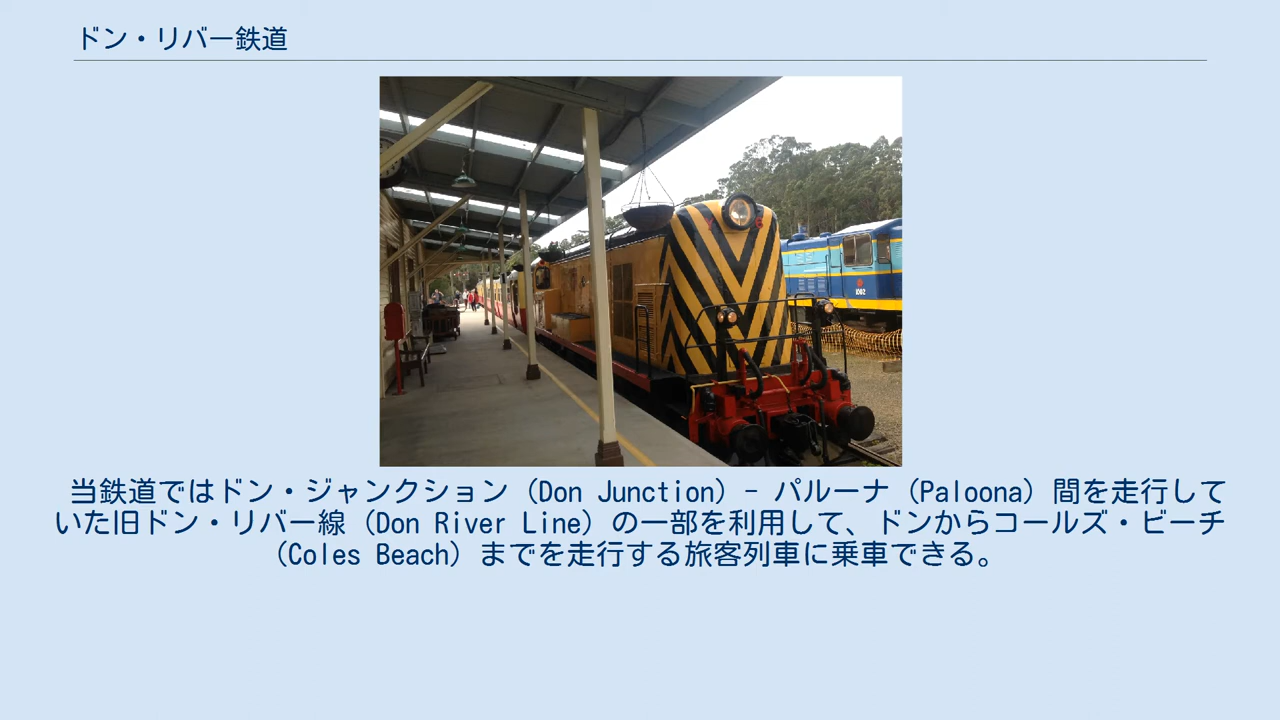 ドン・リバー鉄道
Y 6
1002
当鉄道ではドン・ジャンクション（Don Junction）- パルーナ（Paloona）間を走行して
いた旧ドン・リバー線（Don River Line）の一部を利用して、ドンからコールズ・ビーチ
（Coles Beach）までを走行する旅客列車に乗車できる。